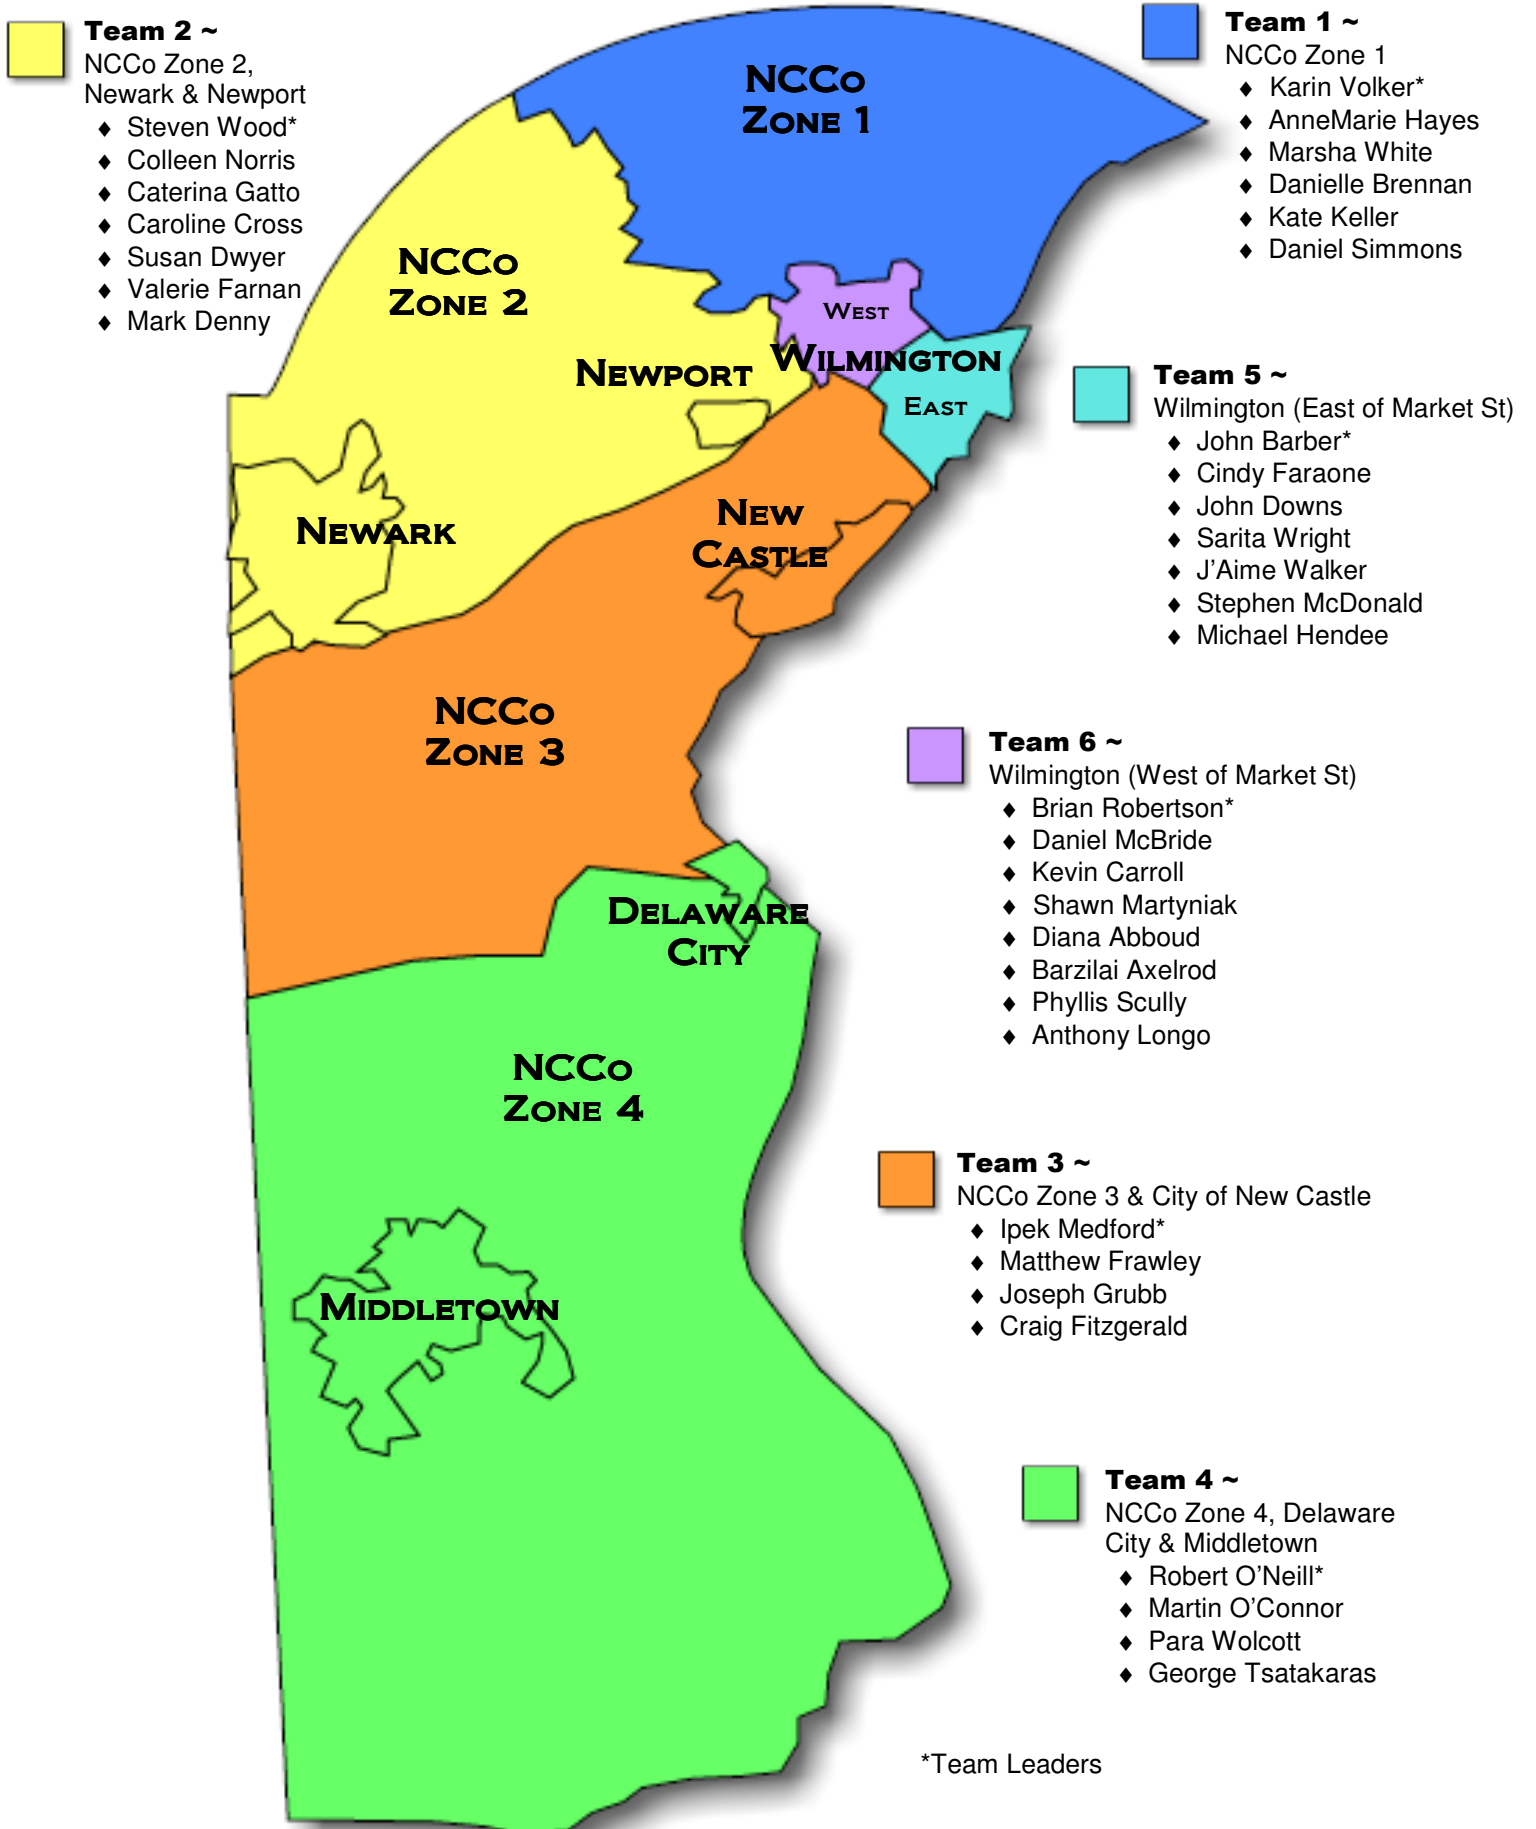 Team 2 ~
NCCo Zone 2,
Newark & Newport
♦ Steven Wood*
♦ Colleen Norris
♦ Caterina Gatto
♦ Caroline Cross
♦ Susan Dwyer
♦ Valerie Farnan
♦ Mark Denny
Team 1 ~
NCCo Zone 1
♦ Karin Volker*
♦ AnneMarie Hayes
♦ Marsha White
♦ Danielle Brennan
♦ Kate Keller
♦ Daniel Simmons
NCCo
Zone 1
NCCo
Zone 2
West
Wilmington
East
Newport
Newark
New
Castle
NCCo
Zone 3
Delaware
City
NCCo
Zone 4
Middletown
Team 5 ~
Wilmington (East of Market St)
♦ John Barber*
♦ Cindy Faraone
♦ John Downs
♦ Sarita Wright
♦ J’Aime Walker
♦ Stephen McDonald
♦ Michael Hendee
Team 6 ~
Wilmington (West of Market St)
♦ Brian Robertson*
♦ Daniel McBride
♦ Kevin Carroll
♦ Shawn Martyniak
♦ Diana Abboud
♦ Barzilai Axelrod
♦ Phyllis Scully
♦ Anthony Longo
Team 3 ~
NCCo Zone 3 & City of New Castle
♦ Ipek Medford*
♦ Matthew Frawley
♦ Joseph Grubb
♦ Craig Fitzgerald
Team 4 ~
NCCo Zone 4, Delaware
City & Middletown
♦ Robert O’Neill*
♦ Martin O’Connor
♦ Para Wolcott
♦ George Tsatakaras
*Team Leaders